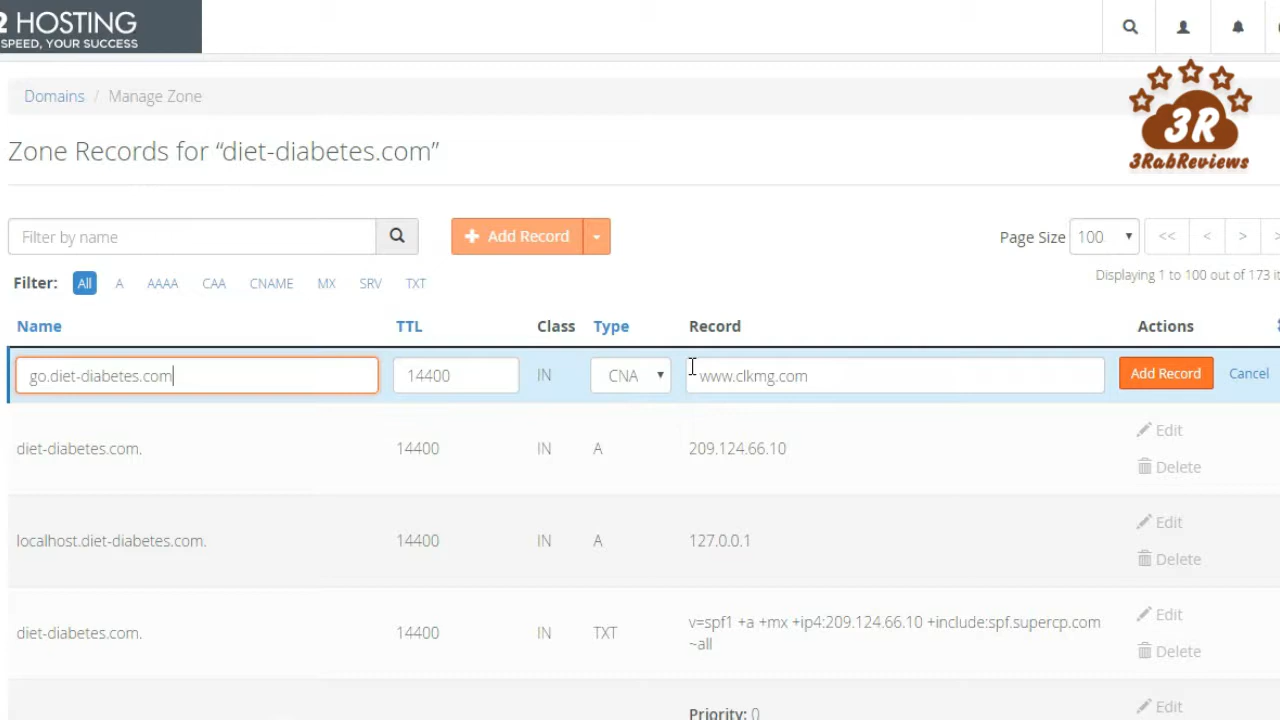 2 HOSTING
SPEED, YOUR SUCCESS
Domains / Manage Zone
3R
3RabReviews
Zone Records for “diet-diabetes.com”
Filter by name
Add Record
Page Size 100 << < >
Displaying 1 to 100 out of 173 it
Filter: All A AAAA CAA CNAME MX SRV TXT
Name TTL Class Type Record Actions
go.diet-diabetes.com 14400 IN CNA www.clkmg.com Add Record Cancel
diet-diabetes.com. 14400 IN A 209.124.66.10
Edit
Delete
localhost.diet-diabetes.com. 14400 IN A 127.0.0.1
Edit
Delete
diet-diabetes.com. 14400 IN TXT v=spf1 +a +mx +ip4:209.124.66.10 +include:spf.supercp.com
~all
Edit
Delete
Priority: 0
Edit